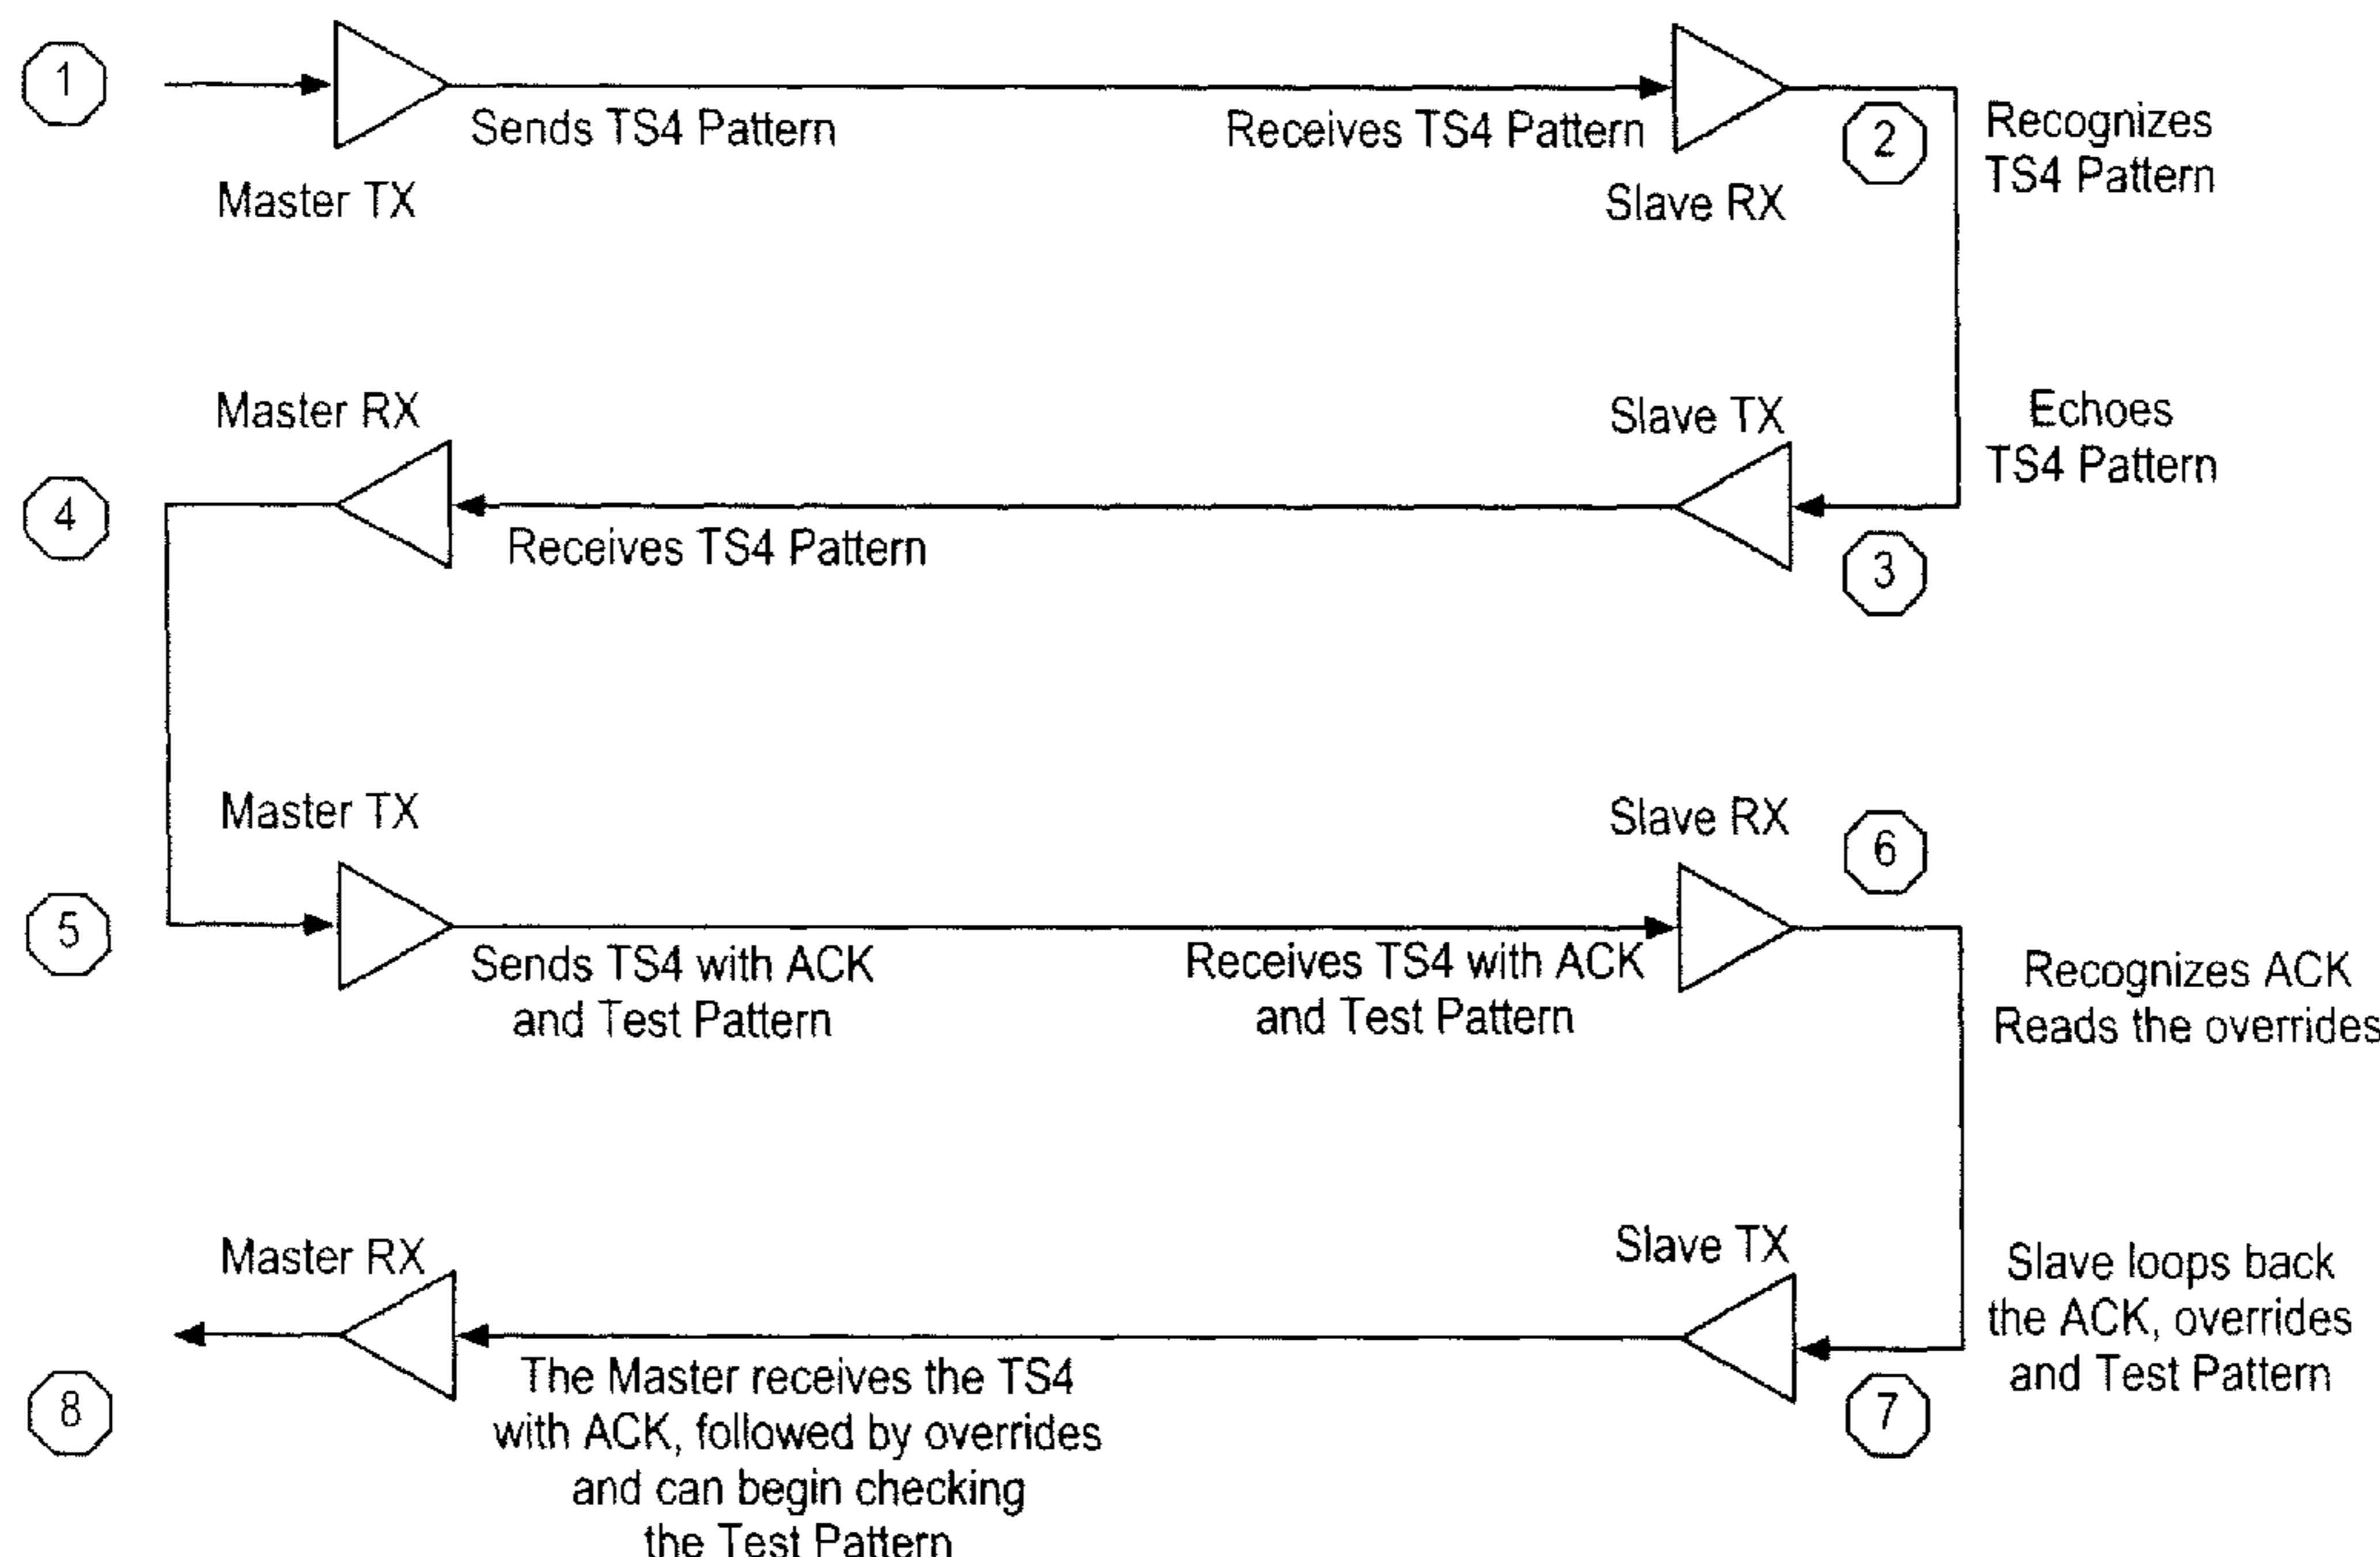 1
Sends TS4 Pattern
Receives TS4 Pattern
Master TX
Slave RX
2
Recognizes
TS4 Pattern
Master RX
Slave TX
Echoes
TS4 Pattern
4
Receives TS4 Pattern
3
Master TX
Slave RX
6
5
Sends TS4 with ACK
and Test Pattern
Receives TS4 with ACK
and Test Pattern
Recognizes ACK
Reads the overrides
Master RX
Slave TX
Slave loops back
the ACK, overrides
and Test Pattern
8
The Master receives the TS4
with ACK, followed by overrides
and can begin checking
the Test Pattern
7